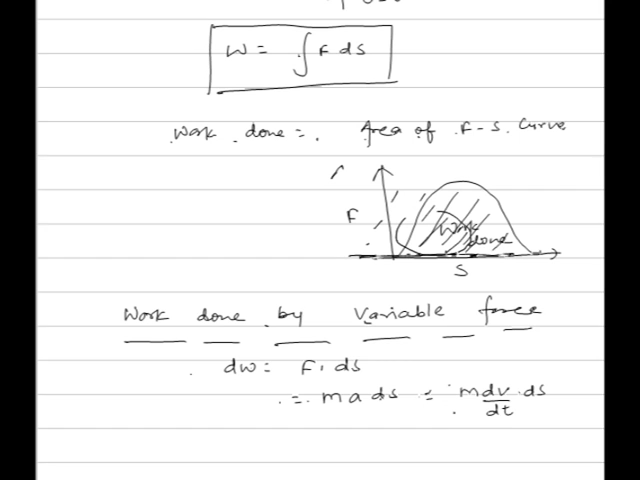 W = ∫ F ds
Work done = Area of F-S. Curve
F
Work
done
S
Work done by Variable force
dw = F. ds
= m a ds = m dv/dt . ds